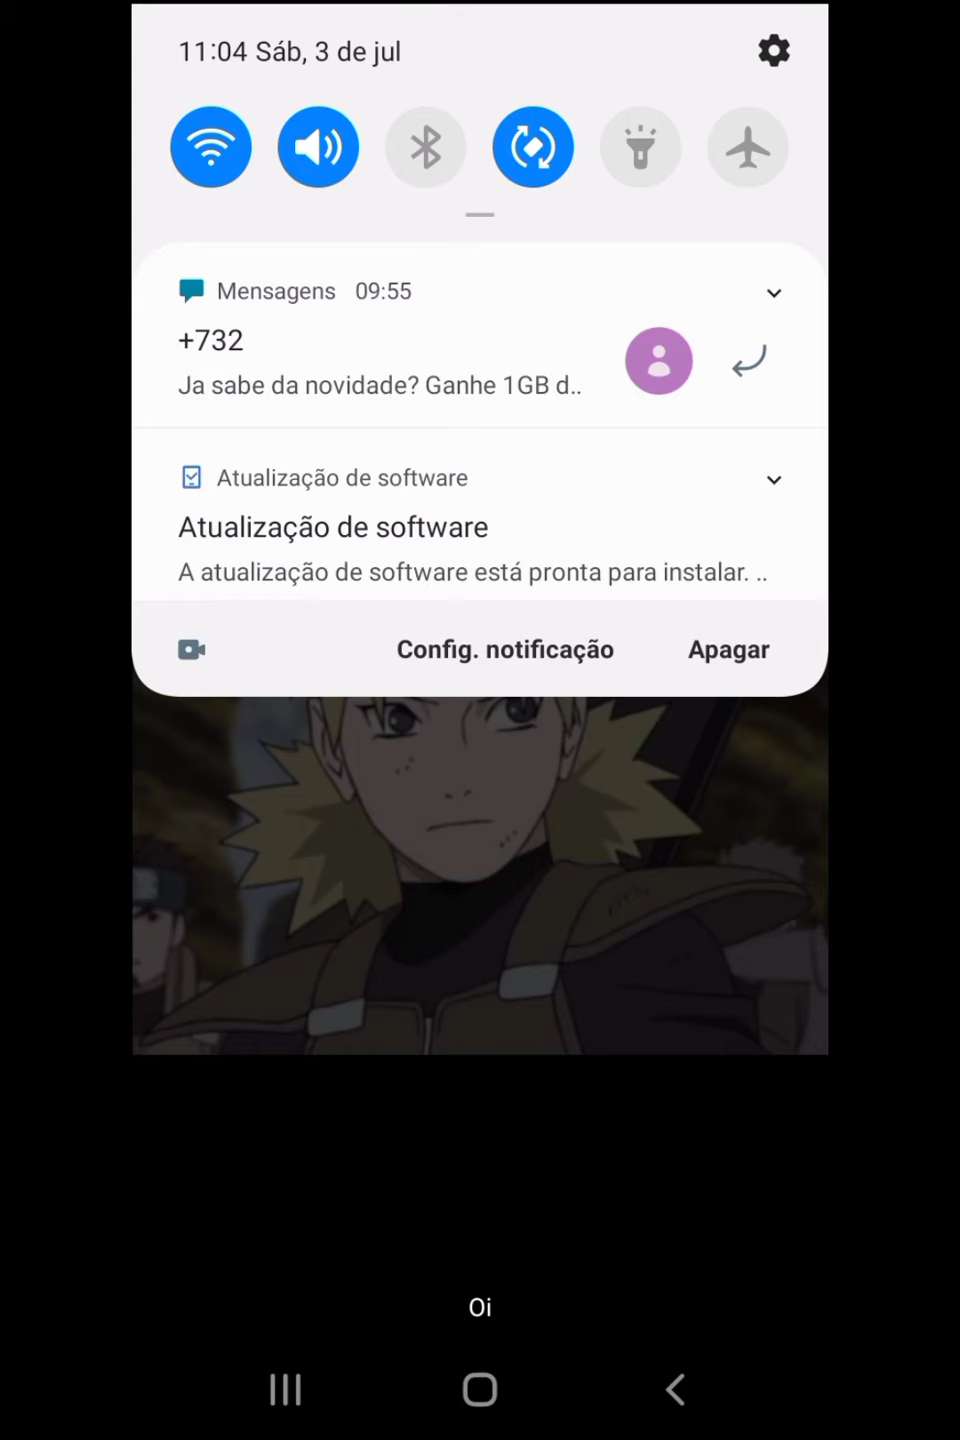 11:04 Sáb, 3 de jul
Mensagens 09:55
+732
Ja sabe da novidade? Ganhe 1GB d..
Atualização de software
Atualização de software
A atualização de software está pronta para instalar. ..
Config. notificação Apagar
Oi